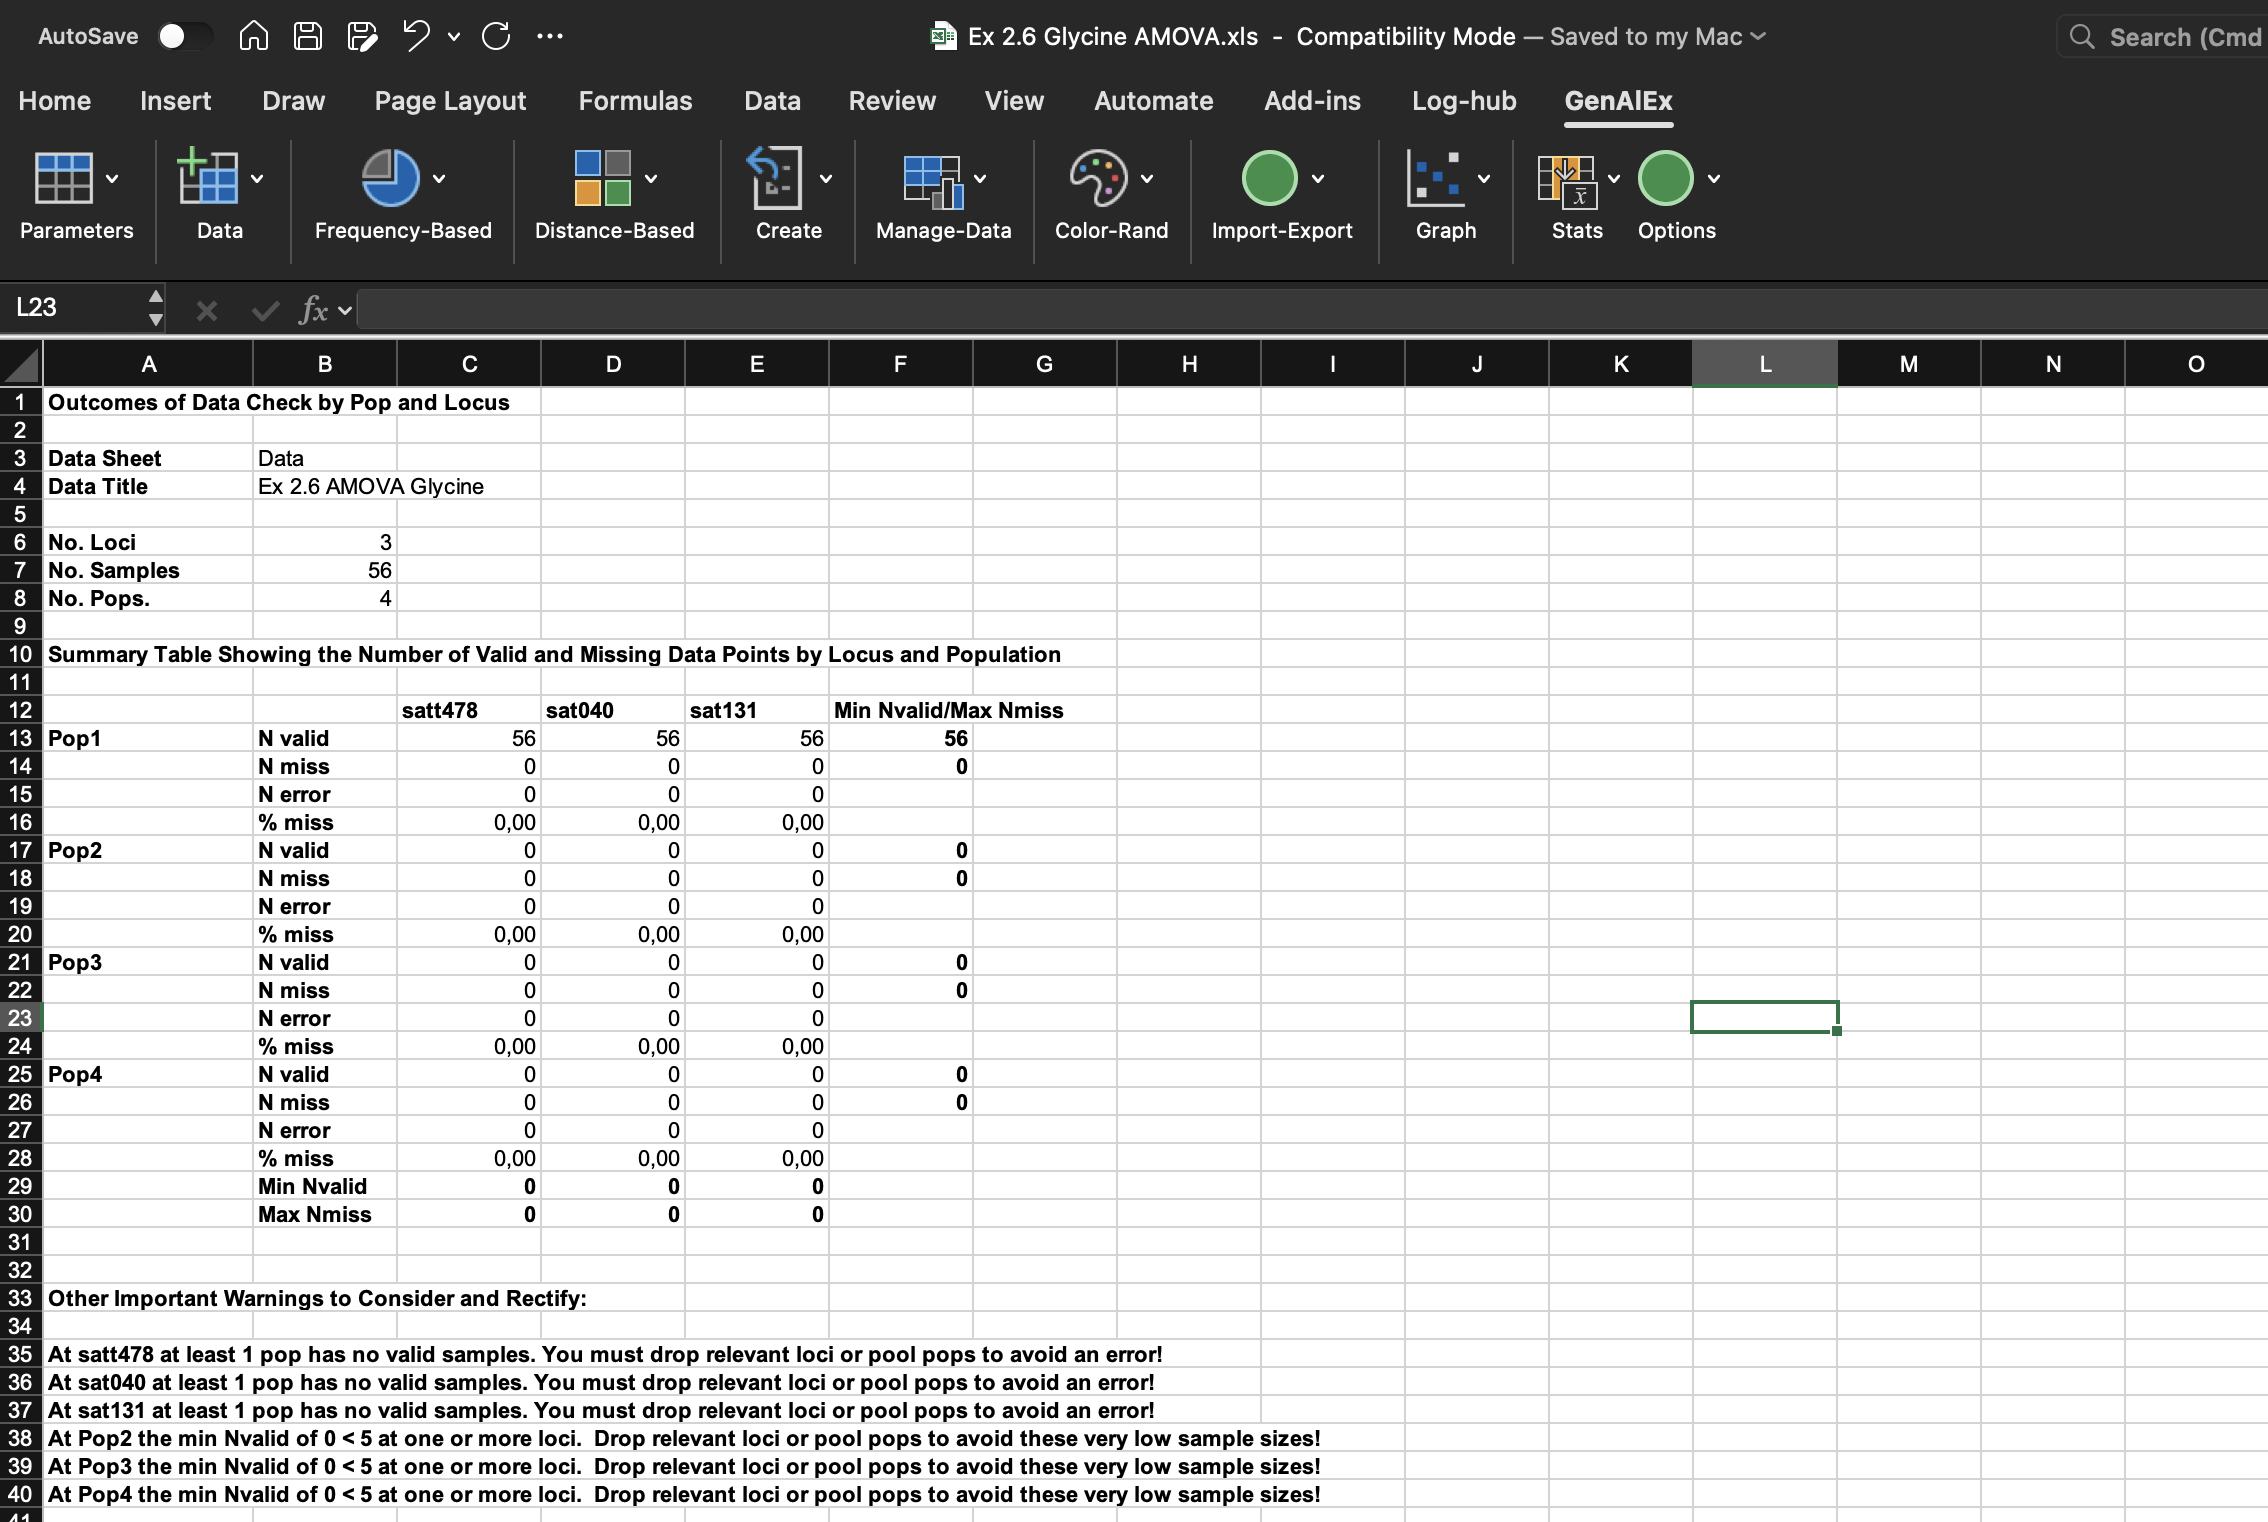 AutoSave
Ex 2.6 Glycine AMOVA.xls - Compatibility Mode — Saved to my Mac
Search (Cmd
Home Insert Draw Page Layout Formulas Data Review View Automate Add-ins Log-hub GenAlEx
Parameters Data Frequency-Based Distance-Based Create Manage-Data Color-Rand Import-Export Graph Stats Options
L23 fx
A B C D E F G H I J K L M N O
1 Outcomes of Data Check by Pop and Locus
2
3 Data Sheet Data
4 Data Title Ex 2.6 AMOVA Glycine
5
6 No. Loci 3
7 No. Samples 56
8 No. Pops. 4
9
10 Summary Table Showing the Number of Valid and Missing Data Points by Locus and Population
11
12 satt478 sat040 sat131 Min Nvalid/Max Nmiss
13 Pop1 N valid 56 56 56 56
14 N miss 0 0 0 0
15 N error 0 0 0
16 % miss 0,00 0,00 0,00
17 Pop2 N valid 0 0 0 0
18 N miss 0 0 0 0
19 N error 0 0 0
20 % miss 0,00 0,00 0,00
21 Pop3 N valid 0 0 0 0
22 N miss 0 0 0 0
23 N error 0 0 0
24 % miss 0,00 0,00 0,00
25 Pop4 N valid 0 0 0 0
26 N miss 0 0 0 0
27 N error 0 0 0
28 % miss 0,00 0,00 0,00
29 Min Nvalid 0 0 0
30 Max Nmiss 0 0 0
31
32
33 Other Important Warnings to Consider and Rectify:
34
35 At satt478 at least 1 pop has no valid samples. You must drop relevant loci or pool pops to avoid an error!
36 At sat040 at least 1 pop has no valid samples. You must drop relevant loci or pool pops to avoid an error!
37 At sat131 at least 1 pop has no valid samples. You must drop relevant loci or pool pops to avoid an error!
38 At Pop2 the min Nvalid of 0 < 5 at one or more loci. Drop relevant loci or pool pops to avoid these very low sample sizes!
39 At Pop3 the min Nvalid of 0 < 5 at one or more loci. Drop relevant loci or pool pops to avoid these very low sample sizes!
40 At Pop4 the min Nvalid of 0 < 5 at one or more loci. Drop relevant loci or pool pops to avoid these very low sample sizes!
41